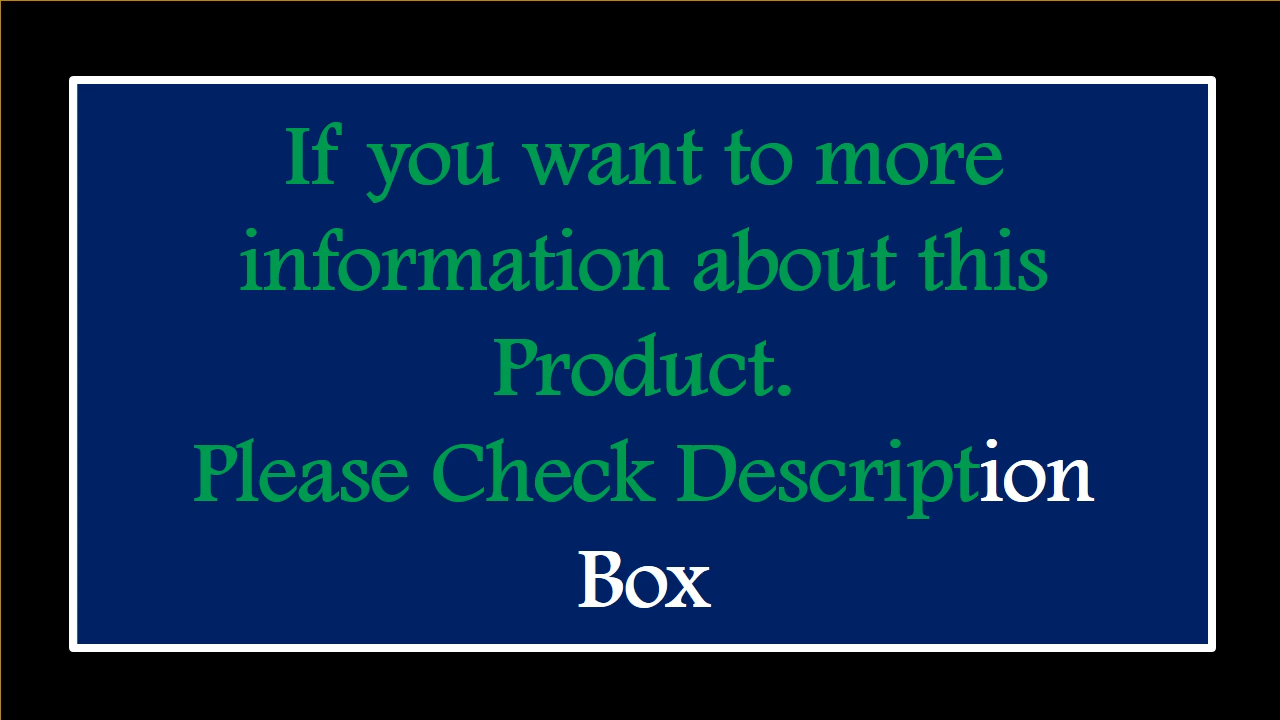 If you want to more
information about this
Product.
Please Check Description
Box